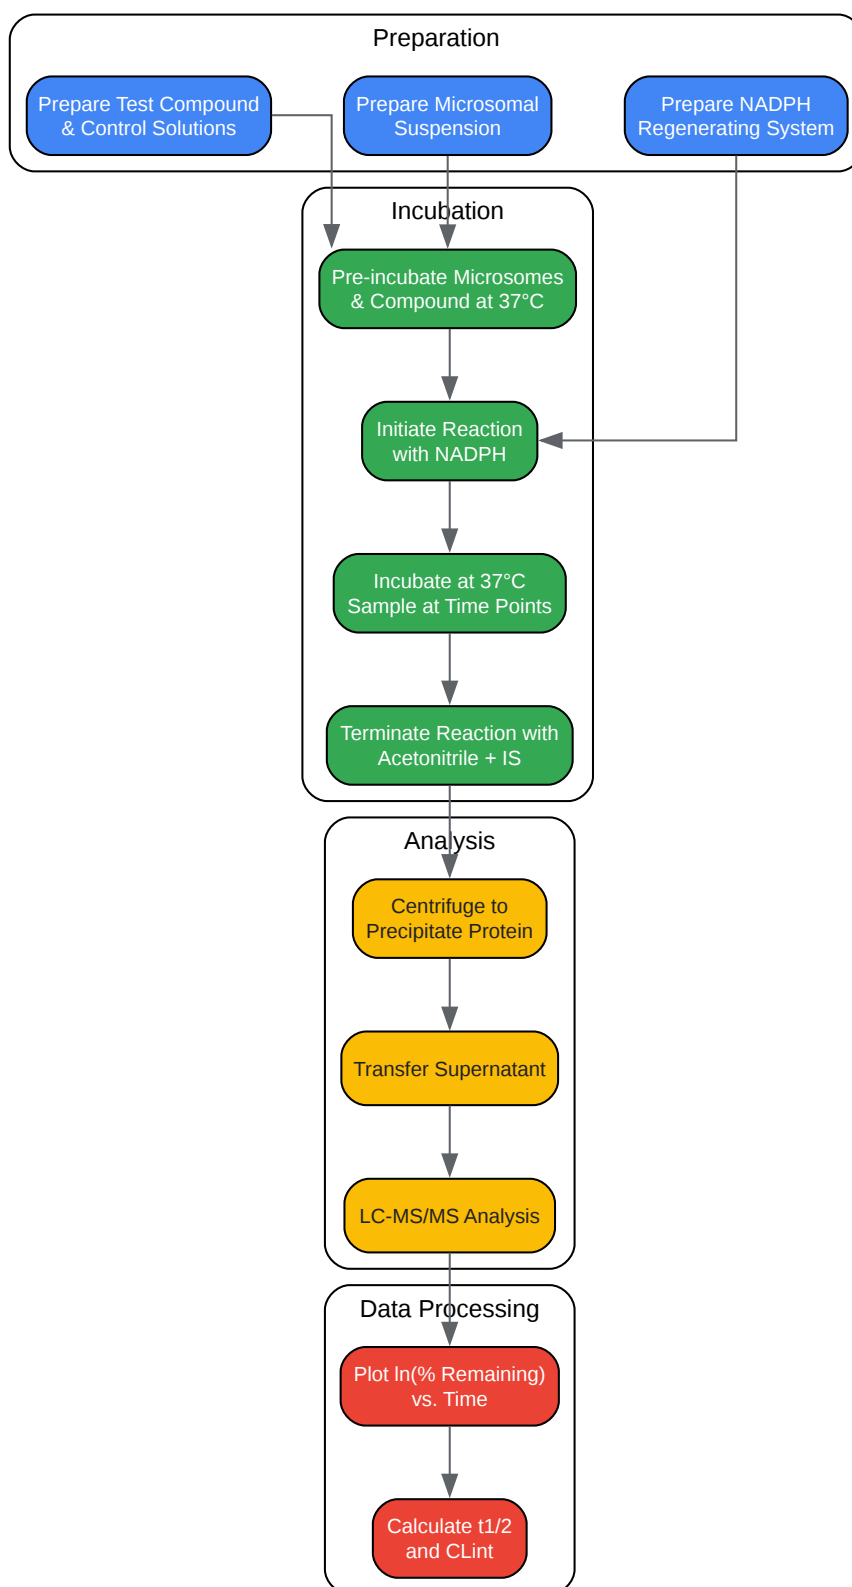 Preparation
Prepare Test Compound
& Control Solutions
Prepare Microsomal
Suspension
Prepare NADPH
Regenerating System
Incubation
Pre-incubate Microsomes
& Compound at 37°C
Initiate Reaction
with NADPH
Incubate at 37°C
Sample at Time Points
Terminate Reaction with
Acetonitrile + IS
Analysis
Centrifuge to
Precipitate Protein
Transfer Supernatant
LC-MS/MS Analysis
Data Processing
Plot ln(% Remaining)
vs. Time
Calculate t1/2
and CLint